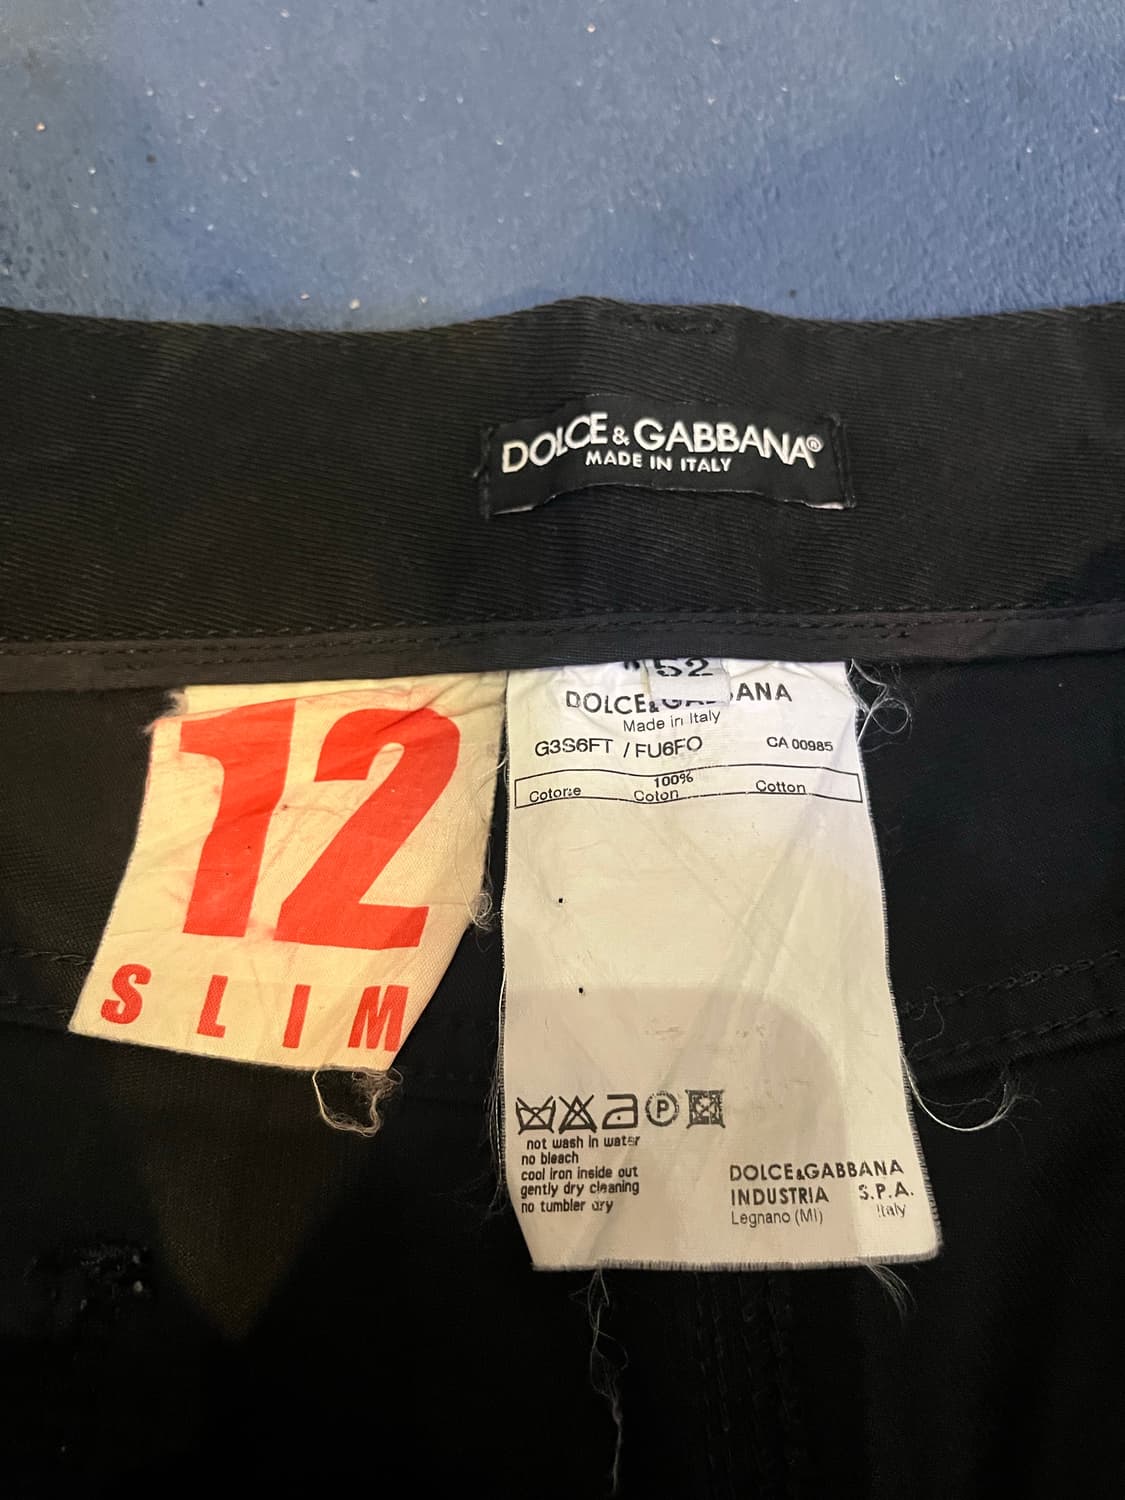 DOLCE & GABBANA®
MADE IN ITALY
12
SLIM
52
DOLCE&
Made in Italy
G3S6FT / FU6FO CA 00985
100%
Cotone Coton Cotton
P
not wash in water
no bleach
cool iron inside out
gently dry cleaning
no tumbler dry
DOLCE&GABBANA
INDUSTRIA S.P.A.
Legnano (MI) Italy